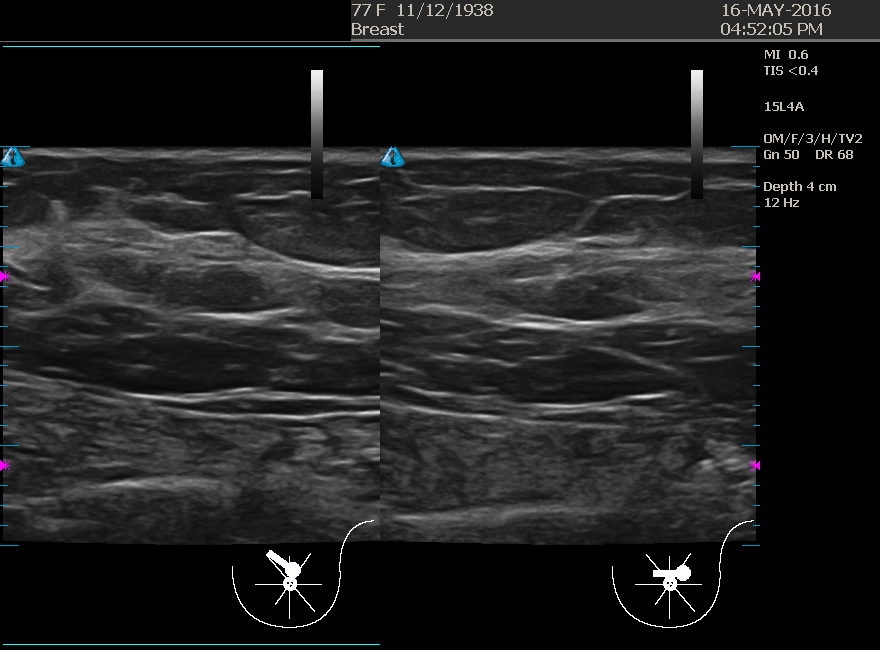 77 F 11/12/1938
Breast
16-MAY-2016
04:52:05 PM
MI 0.6
TIS <0.4
15L4A
OM/F/3/H/TV2
Gn 50 DR 68
Depth 4 cm
12 Hz